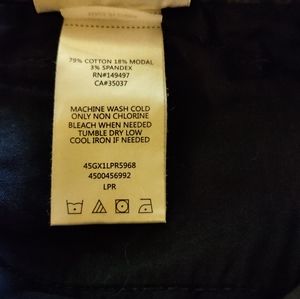 79% COTTON 18% MODAL
3% SPANDEX
RN#149497
CA#35037
MACHINE WASH COLD
ONLY NON CHLORINE
BLEACH WHEN NEEDED
TUMBLE DRY LOW
COOL IRON IF NEEDED
45GX1LPR5968
4500456992
LPR